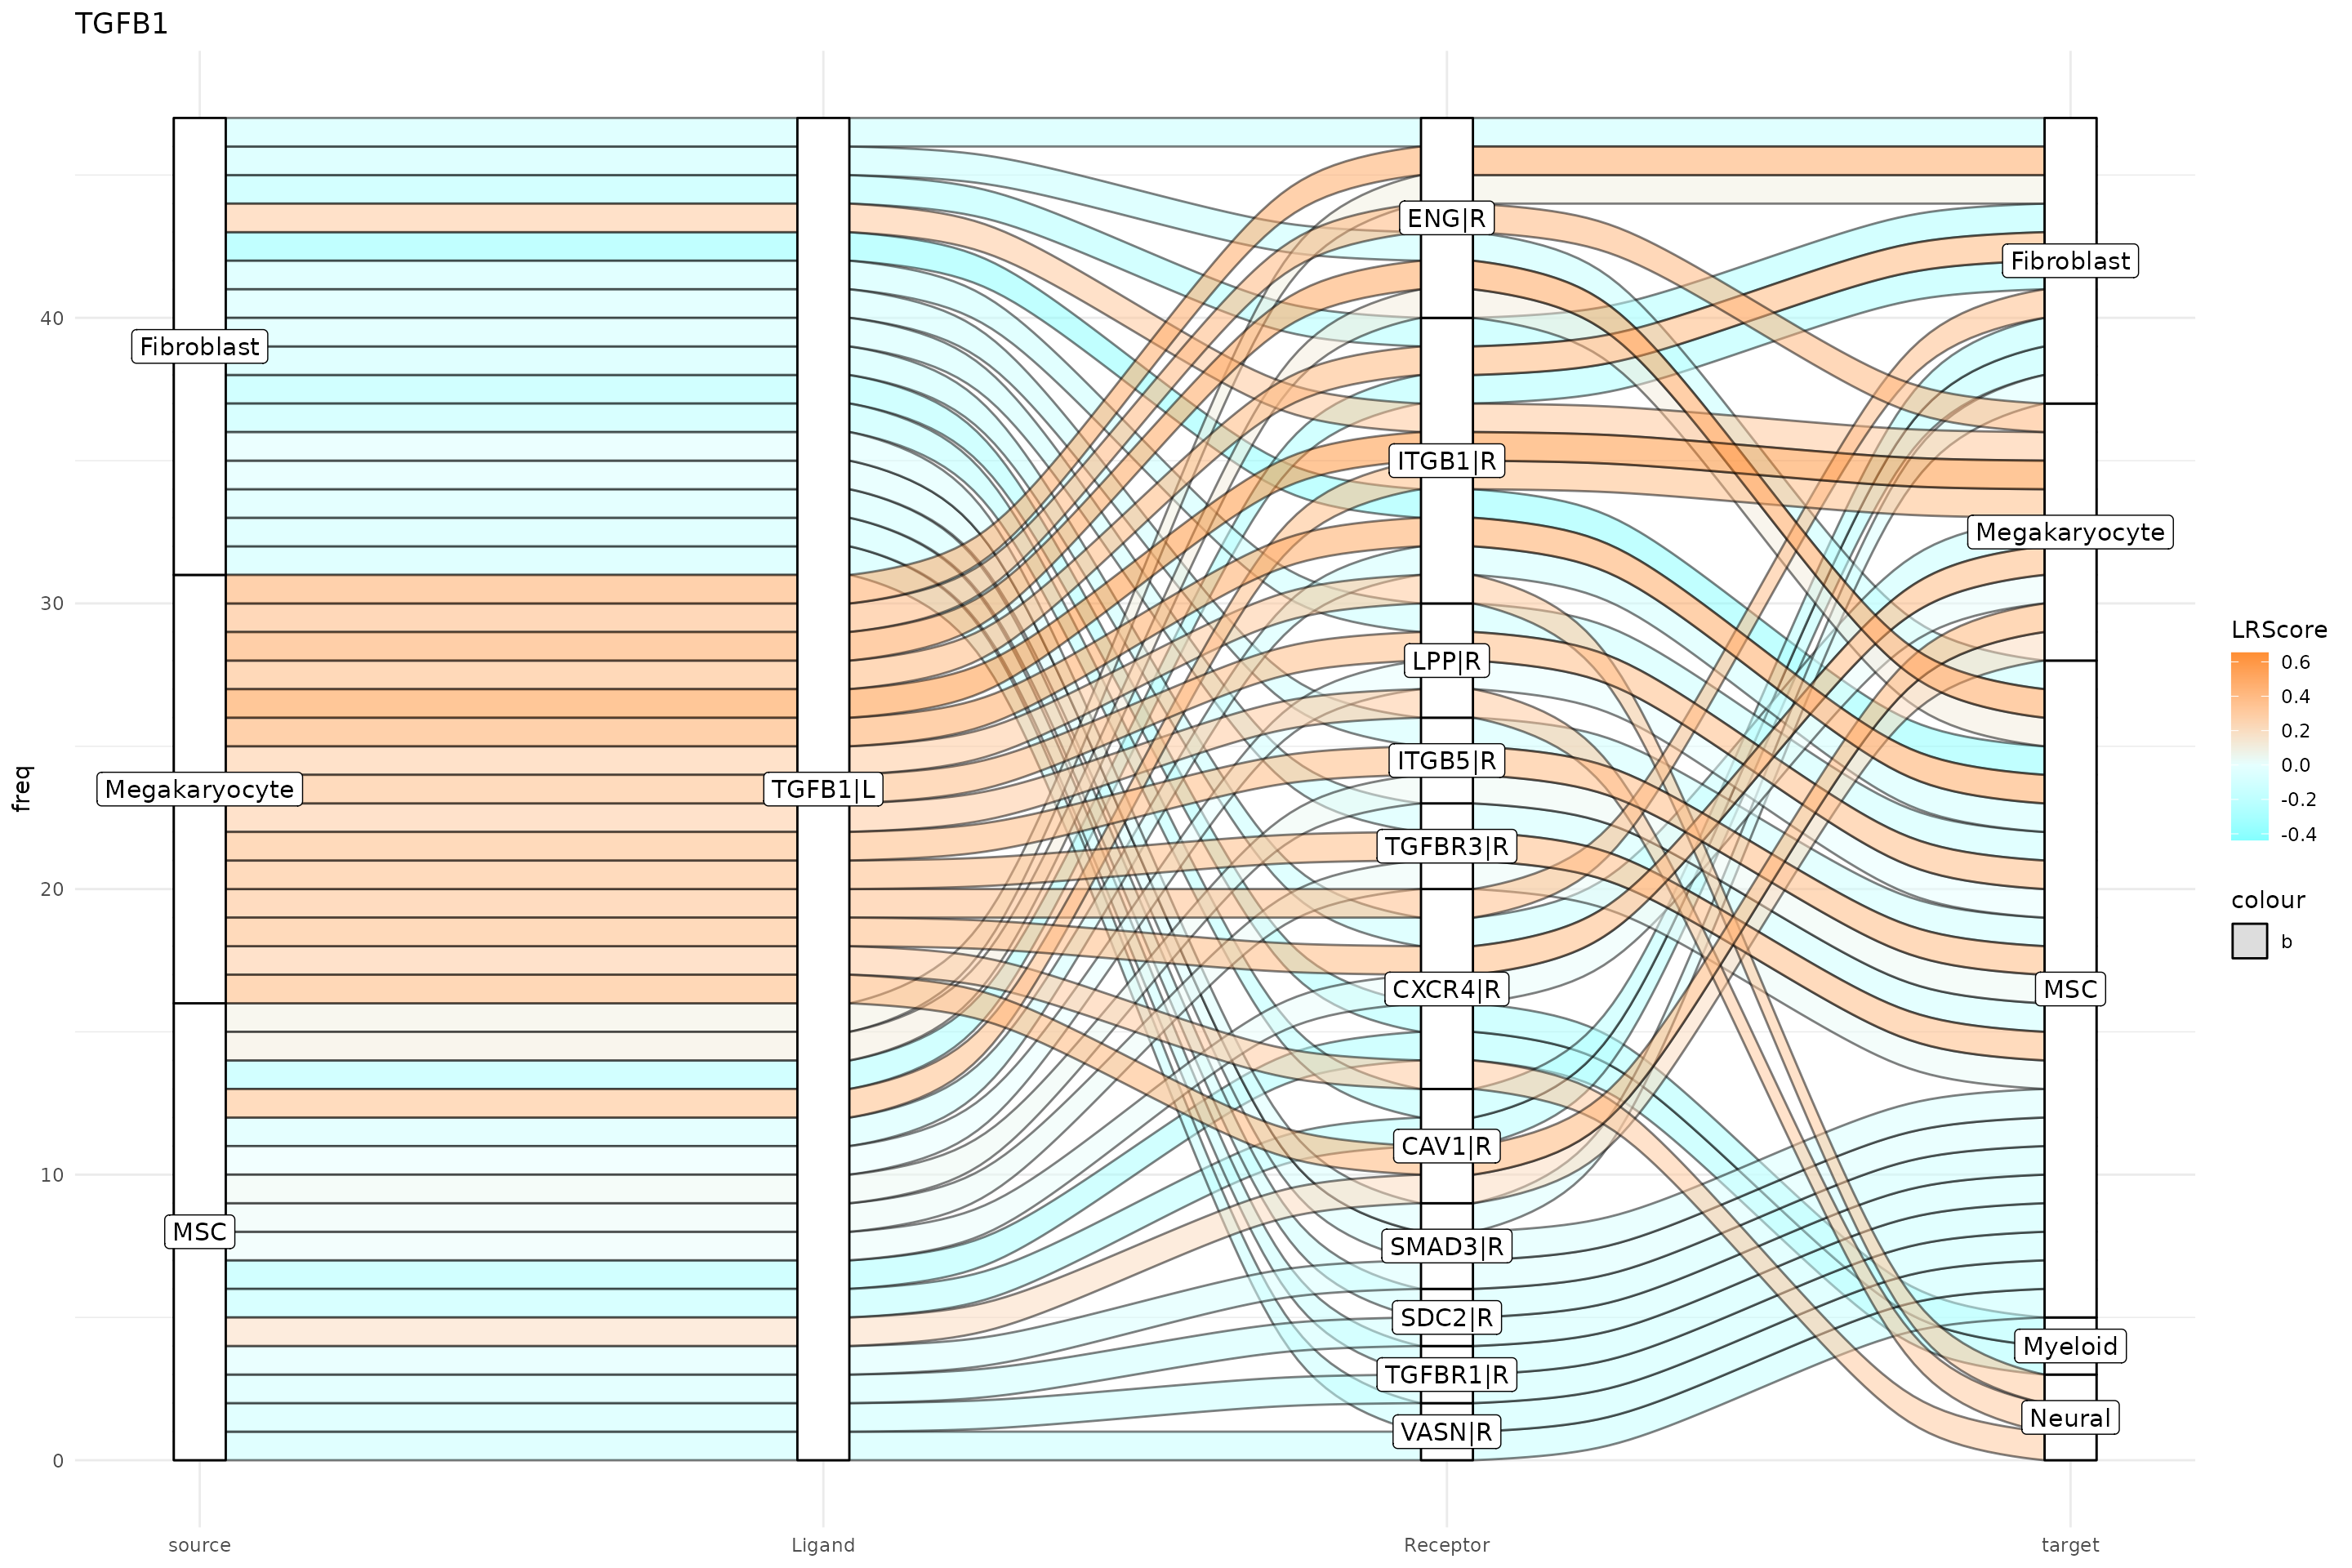 TGFB1
freq
40
30
20
10
0
Fibroblast
Megakaryocyte
MSC
TGFB1|L
ENG|R
ITGB1|R
LPP|R
ITGB5|R
TGFBR3|R
CXCR4|R
CAV1|R
SMAD3|R
SDC2|R
TGFBR1|R
VASN|R
Fibroblast
Megakaryocyte
MSC
Myeloid
Neural
source
Ligand
Receptor
target
LRScore
0.6
0.4
0.2
0.0
-0.2
-0.4
colour
b